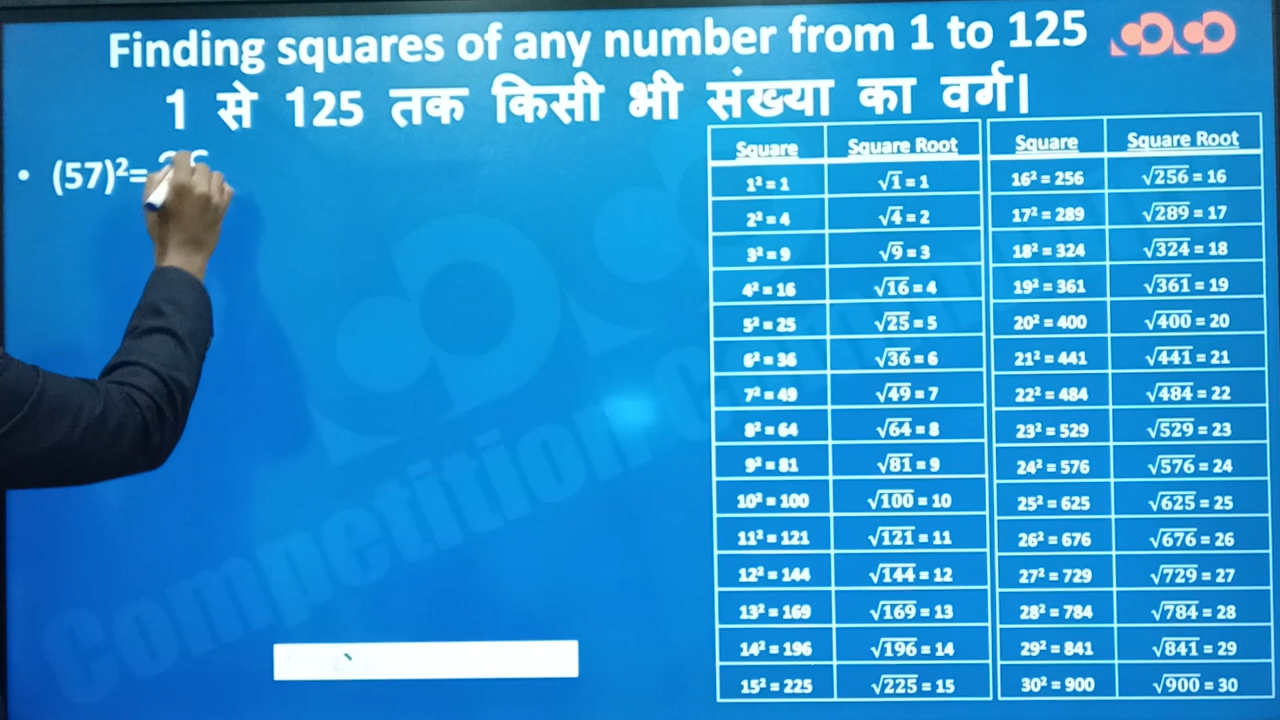 Finding squares of any number from 1 to 125
1 से 125 तक किसी भी संख्या का वर्ग।
• (57)²=
Square Square Root Square Square Root
1² = 1 √1 = 1 16² = 256 √256 = 16
2² = 4 √4 = 2 17² = 289 √289 = 17
3² = 9 √9 = 3 18² = 324 √324 = 18
4² = 16 √16 = 4 19² = 361 √361 = 19
5² = 25 √25 = 5 20² = 400 √400 = 20
6² = 36 √36 = 6 21² = 441 √441 = 21
7² = 49 √49 = 7 22² = 484 √484 = 22
8² = 64 √64 = 8 23² = 529 √529 = 23
9² = 81 √81 = 9 24² = 576 √576 = 24
10² = 100 √100 = 10 25² = 625 √625 = 25
11² = 121 √121 = 11 26² = 676 √676 = 26
12² = 144 √144 = 12 27² = 729 √729 = 27
13² = 169 √169 = 13 28² = 784 √784 = 28
14² = 196 √196 = 14 29² = 841 √841 = 29
15² = 225 √225 = 15 30² = 900 √900 = 30
Competition